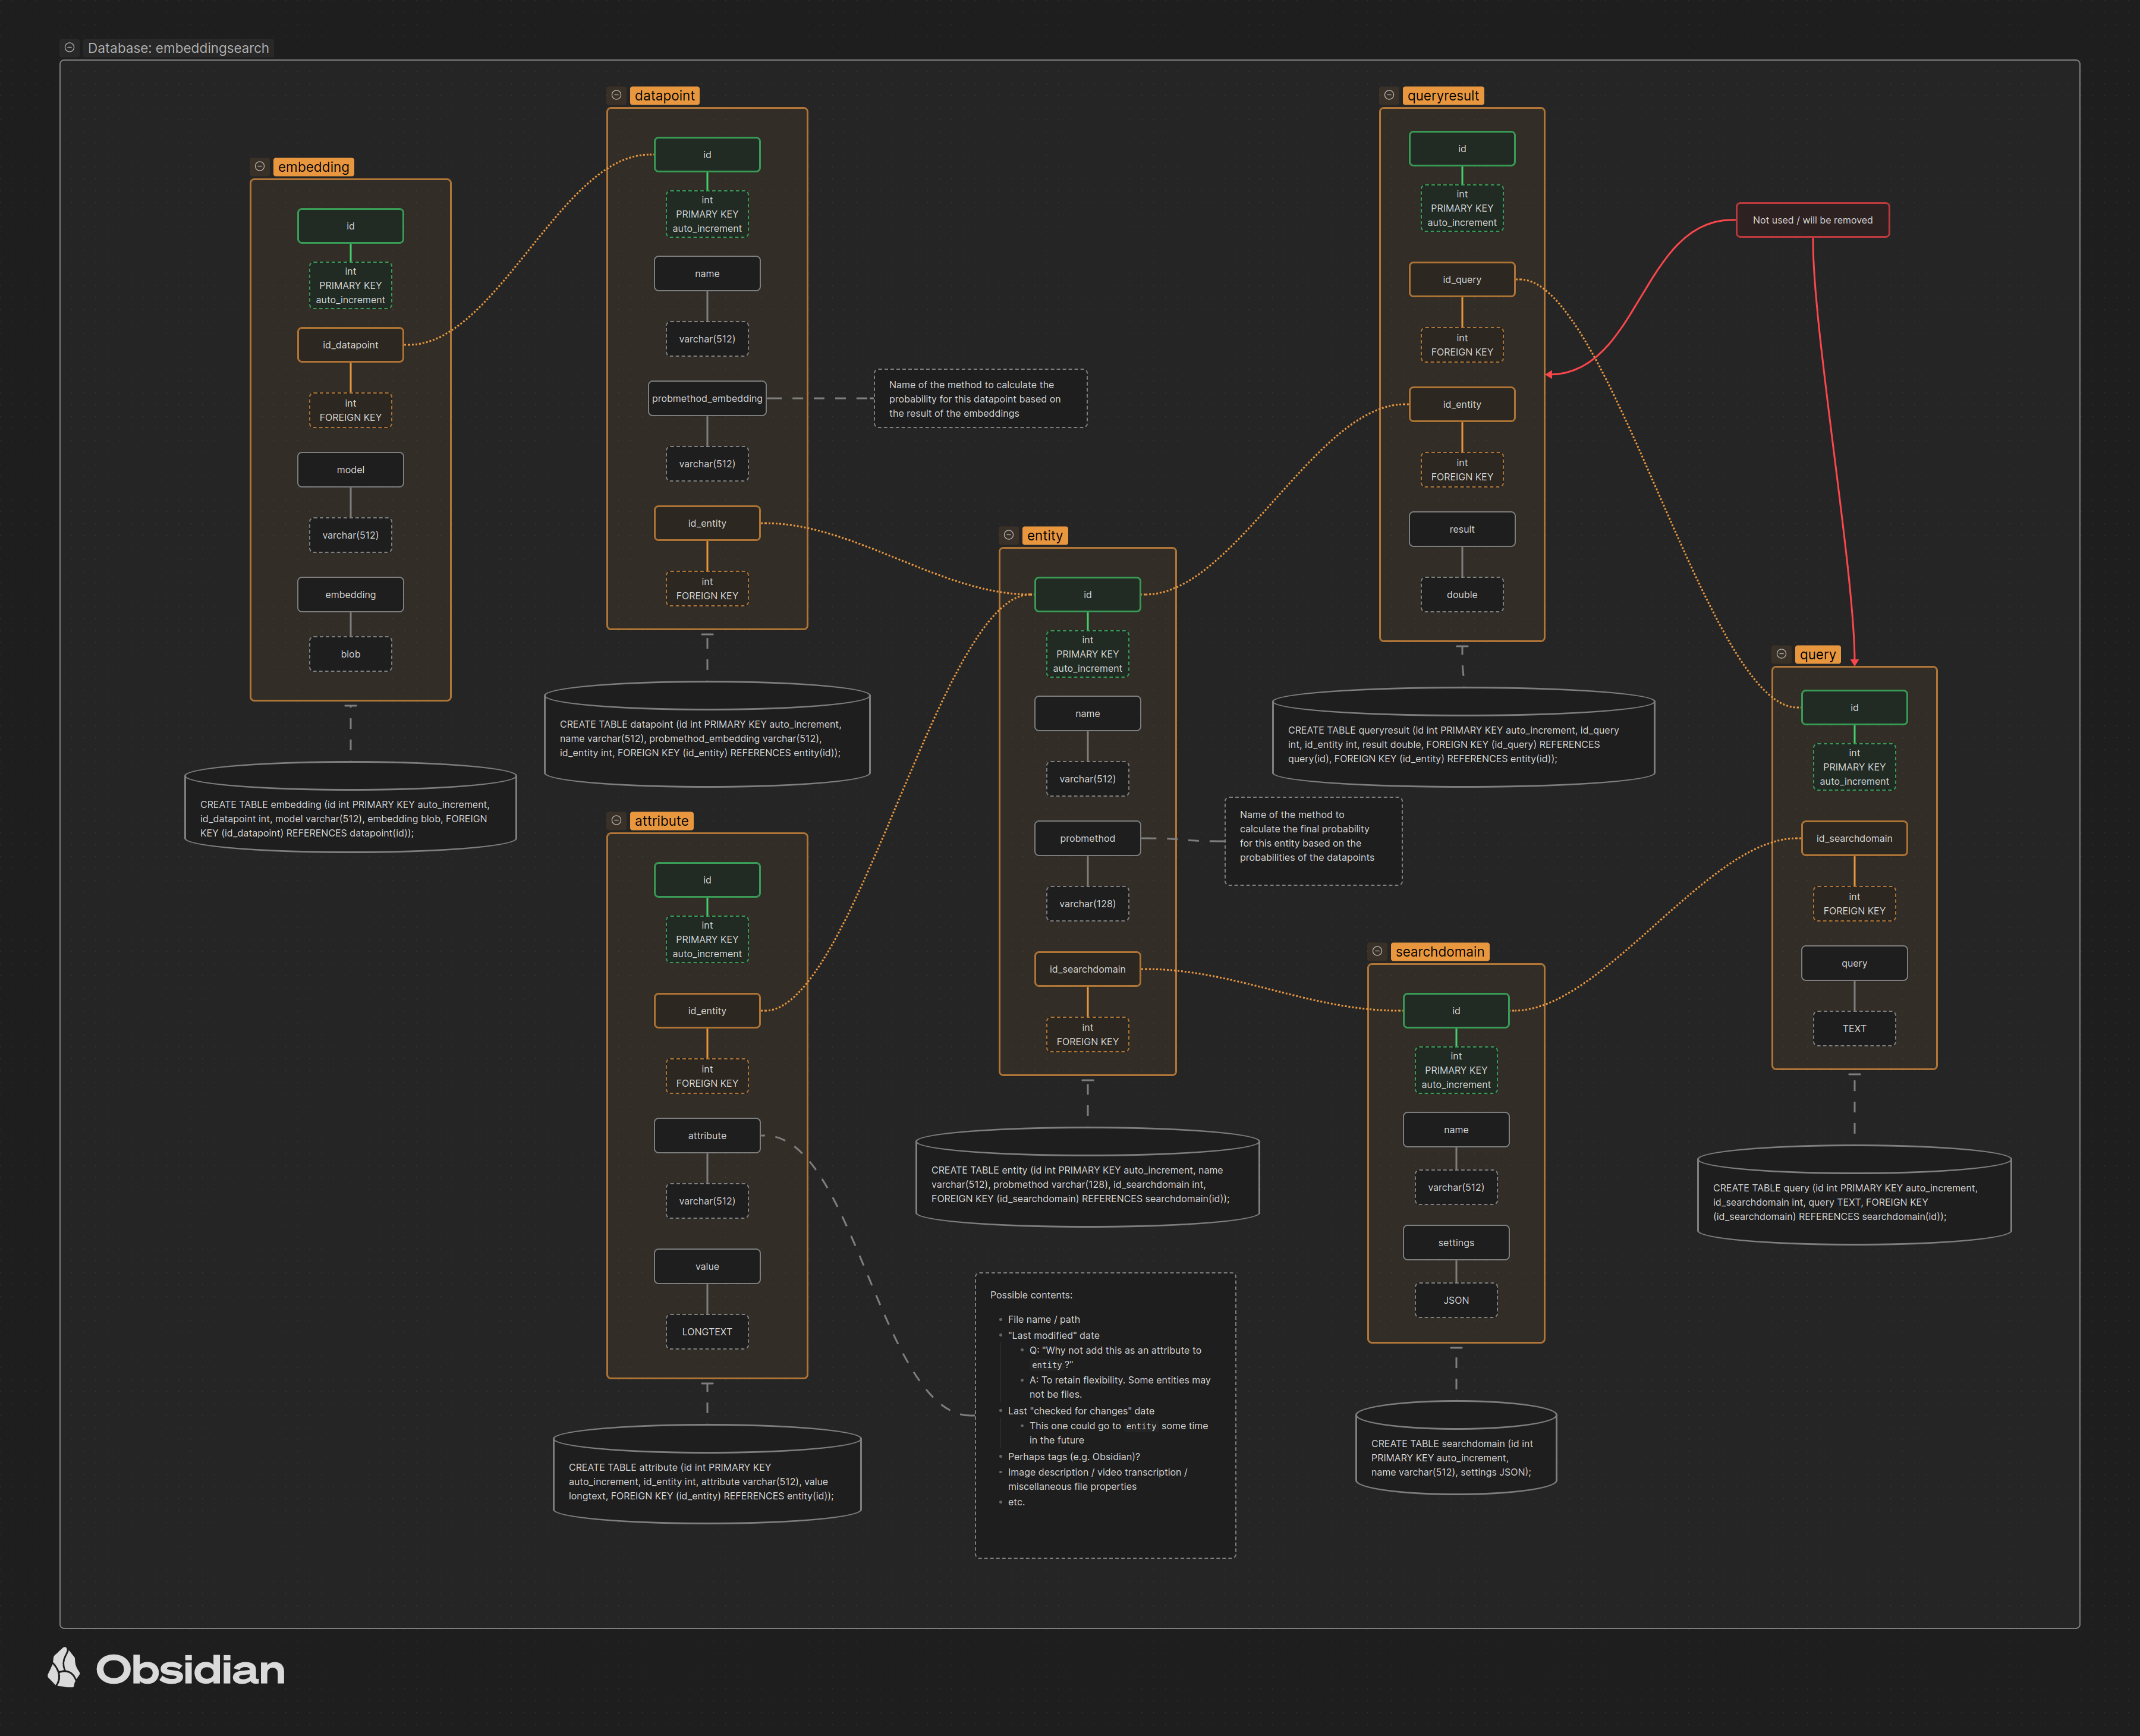 Database: embeddingsearch
embedding
id
int
PRIMARY KEY
auto_increment
id_datapoint
int
FOREIGN KEY
model
varchar(512)
embedding
blob
CREATE TABLE embedding (id int PRIMARY KEY auto_increment,
id_datapoint int, model varchar(512), embedding blob, FOREIGN
KEY (id_datapoint) REFERENCES datapoint(id));
datapoint
id
int
PRIMARY KEY
auto_increment
name
varchar(512)
probmethod_embedding
varchar(512)
id_entity
int
FOREIGN KEY
Name of the method to calculate the
probability for this datapoint based on
the result of the embeddings
CREATE TABLE datapoint (id int PRIMARY KEY auto_increment,
name varchar(512), probmethod_embedding varchar(512),
id_entity int, FOREIGN KEY (id_entity) REFERENCES entity(id));
attribute
id
int
PRIMARY KEY
auto_increment
id_entity
int
FOREIGN KEY
attribute
varchar(512)
value
LONGTEXT
CREATE TABLE attribute (id int PRIMARY KEY
auto_increment, id_entity int, attribute varchar(512), value
longtext, FOREIGN KEY (id_entity) REFERENCES entity(id));
entity
id
int
PRIMARY KEY
auto_increment
name
varchar(512)
probmethod
varchar(128)
id_searchdomain
int
FOREIGN KEY
Name of the method to
calculate the final probability
for this entity based on the
probabilities of the datapoints
CREATE TABLE entity (id int PRIMARY KEY auto_increment, name
varchar(512), probmethod varchar(128), id_searchdomain int,
FOREIGN KEY (id_searchdomain) REFERENCES searchdomain(id));
Possible contents:
• File name / path
• "Last modified" date
• Q: "Why not add this as an attribute to
entity ?"
• A: To retain flexibility. Some entities may
not be files.
• Last "checked for changes" date
• This one could go to entity some time
in the future
• Perhaps tags (e.g. Obsidian)?
• Image description / video transcription /
miscellaneous file properties
• etc.
queryresult
id
int
PRIMARY KEY
auto_increment
id_query
int
FOREIGN KEY
id_entity
int
FOREIGN KEY
result
double
CREATE TABLE queryresult (id int PRIMARY KEY auto_increment, id_query
int, id_entity int, result double, FOREIGN KEY (id_query) REFERENCES
query(id), FOREIGN KEY (id_entity) REFERENCES entity(id));
Not used / will be removed
searchdomain
id
int
PRIMARY KEY
auto_increment
name
varchar(512)
settings
JSON
CREATE TABLE searchdomain (id int
PRIMARY KEY auto_increment,
name varchar(512), settings JSON);
query
id
int
PRIMARY KEY
auto_increment
id_searchdomain
int
FOREIGN KEY
query
TEXT
CREATE TABLE query (id int PRIMARY KEY auto_increment,
id_searchdomain int, query TEXT, FOREIGN KEY
(id_searchdomain) REFERENCES searchdomain(id));
Obsidian